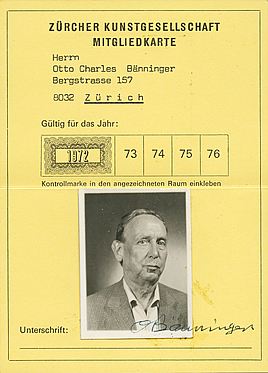 ZÜRCHER KUNSTGESELLSCHAFT
MITGLIEDKARTE
Herrn
Otto Charles Bänninger
Bergstrasse 157
8032 Zürich
Gültig für das Jahr:
1972 73 74 75 76
Kontrollmarke in den angezeichneten Raum einkleben
Unterschrift: O Bänninger